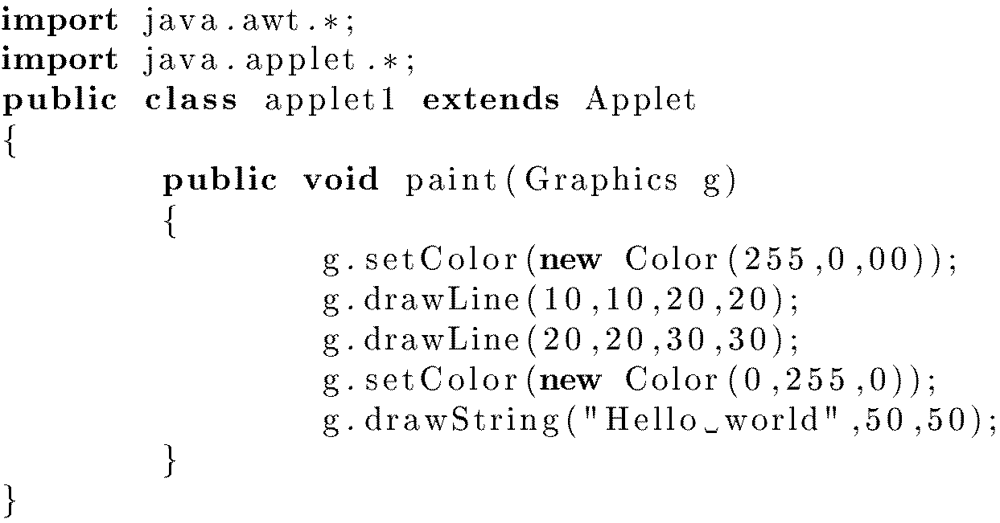 import java.awt.*;
import java.applet.*;
public class applet1 extends Applet
{
public void paint(Graphics g)
{
g.setColor(new Color(255,0,00));
g.drawLine(10,10,20,20);
g.drawLine(20,20,30,30);
g.setColor(new Color(0,255,0));
g.drawString("Hello␣world",50,50);
}
}